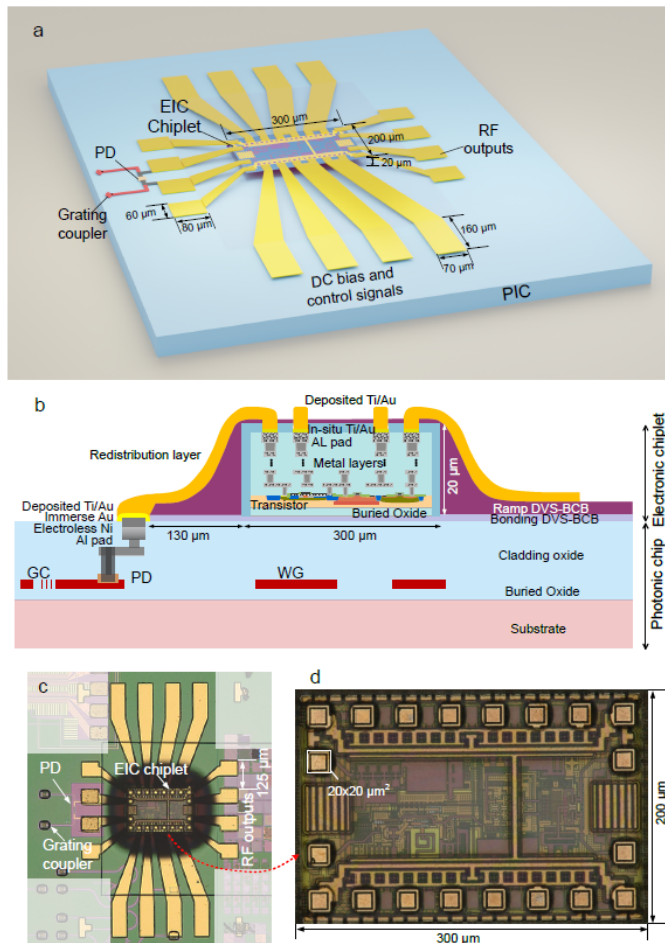 a
EIC
Chiplet
300 µm
200 µm
20 µm
RF
outputs
PD
Grating
coupler
60 µm
80 µm
160 µm
70 µm
DC bias and
control signals
PIC
b
Deposited Ti/Au
In-situ Ti/Au
AL pad
Redistribution layer
Metal layers
20 µm
Electronic chiplet
Deposited Ti/Au
Immerse Au
Electroless Ni
Al pad
Transistor
Buried Oxide
Ramp DVS-BCB
Bonding DVS-BCB
130 µm
300 µm
Cladding oxide
GC
PD
WG
Buried Oxide
Substrate
Photonic chip
c
EIC chiplet
PD
Grating
coupler
125 µm
RF outputs
d
20x20 µm²
200 µm
300 µm